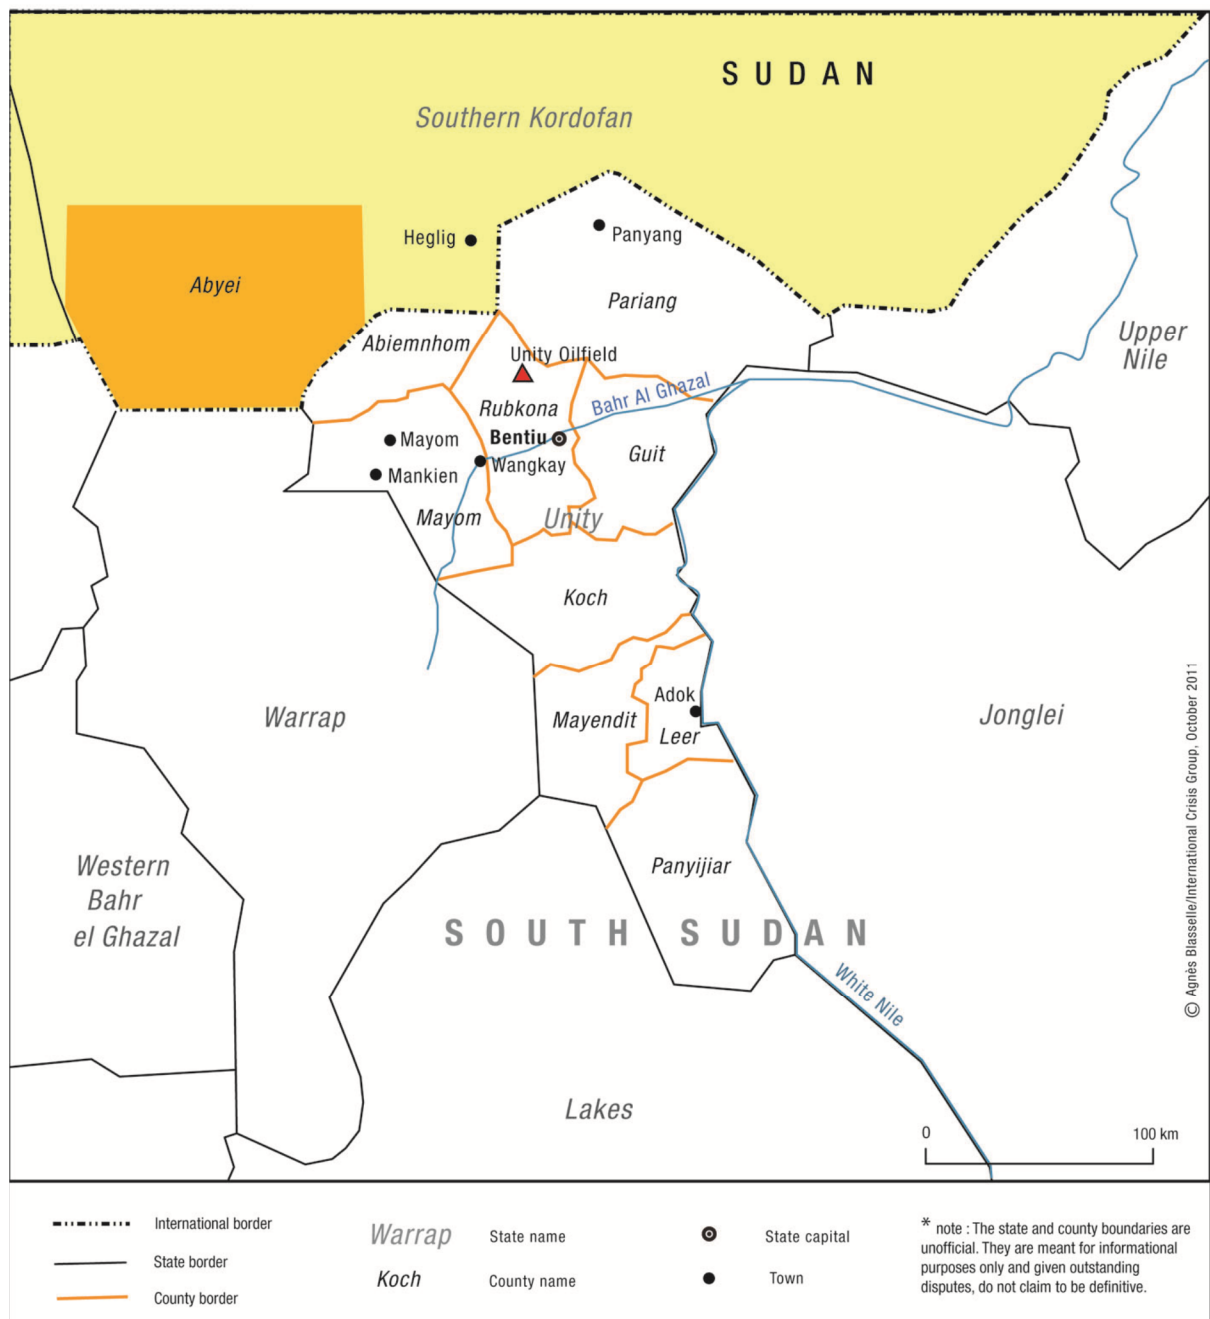 SUDAN
Southern Kordofan
Heglig
Panyang
Abyei
Pariang
Abiemnhom
Unity Oilfield
Upper
Nile
Bahr Al Ghazal
Rubkona
Mayom
Bentiu
Guit
Wangkay
Mankien
Mayom
Unity
Koch
Adok
Warrap
Mayendit
Leer
Jonglei
Western
Bahr
el Ghazal
Panyijiar
SOUTH SUDAN
White Nile
Lakes
0 100 km
© Agnès Blasselle/International Crisis Group, October 2011
International border
State border
County border
Warrap State name
Koch County name
State capital
Town
* note : The state and county boundaries are
unofficial. They are meant for informational
purposes only and given outstanding
disputes, do not claim to be definitive.